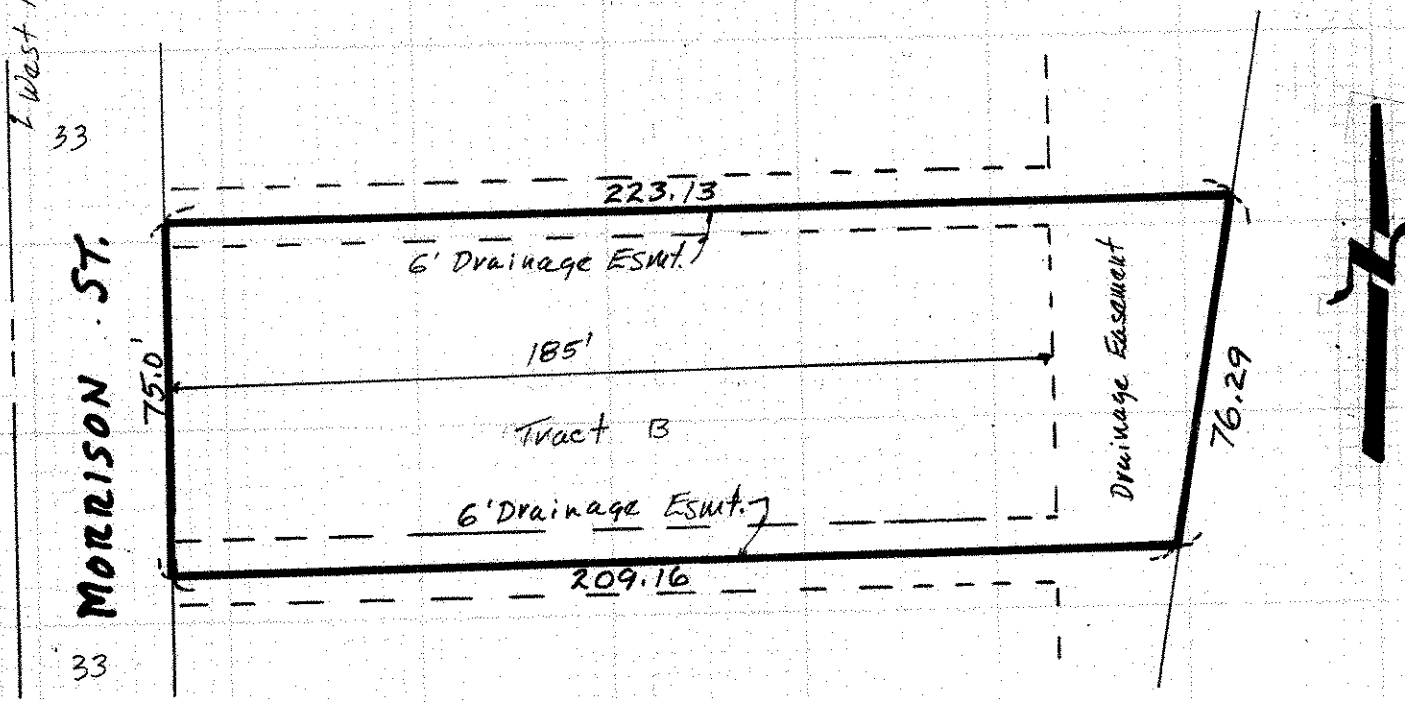 West
33
223.13
6' Drainage Esmt.
MORRISON ST.
75.0'
185'
Tract B
Drainage Easement
76.29
6' Drainage Esmt.
209.16
33